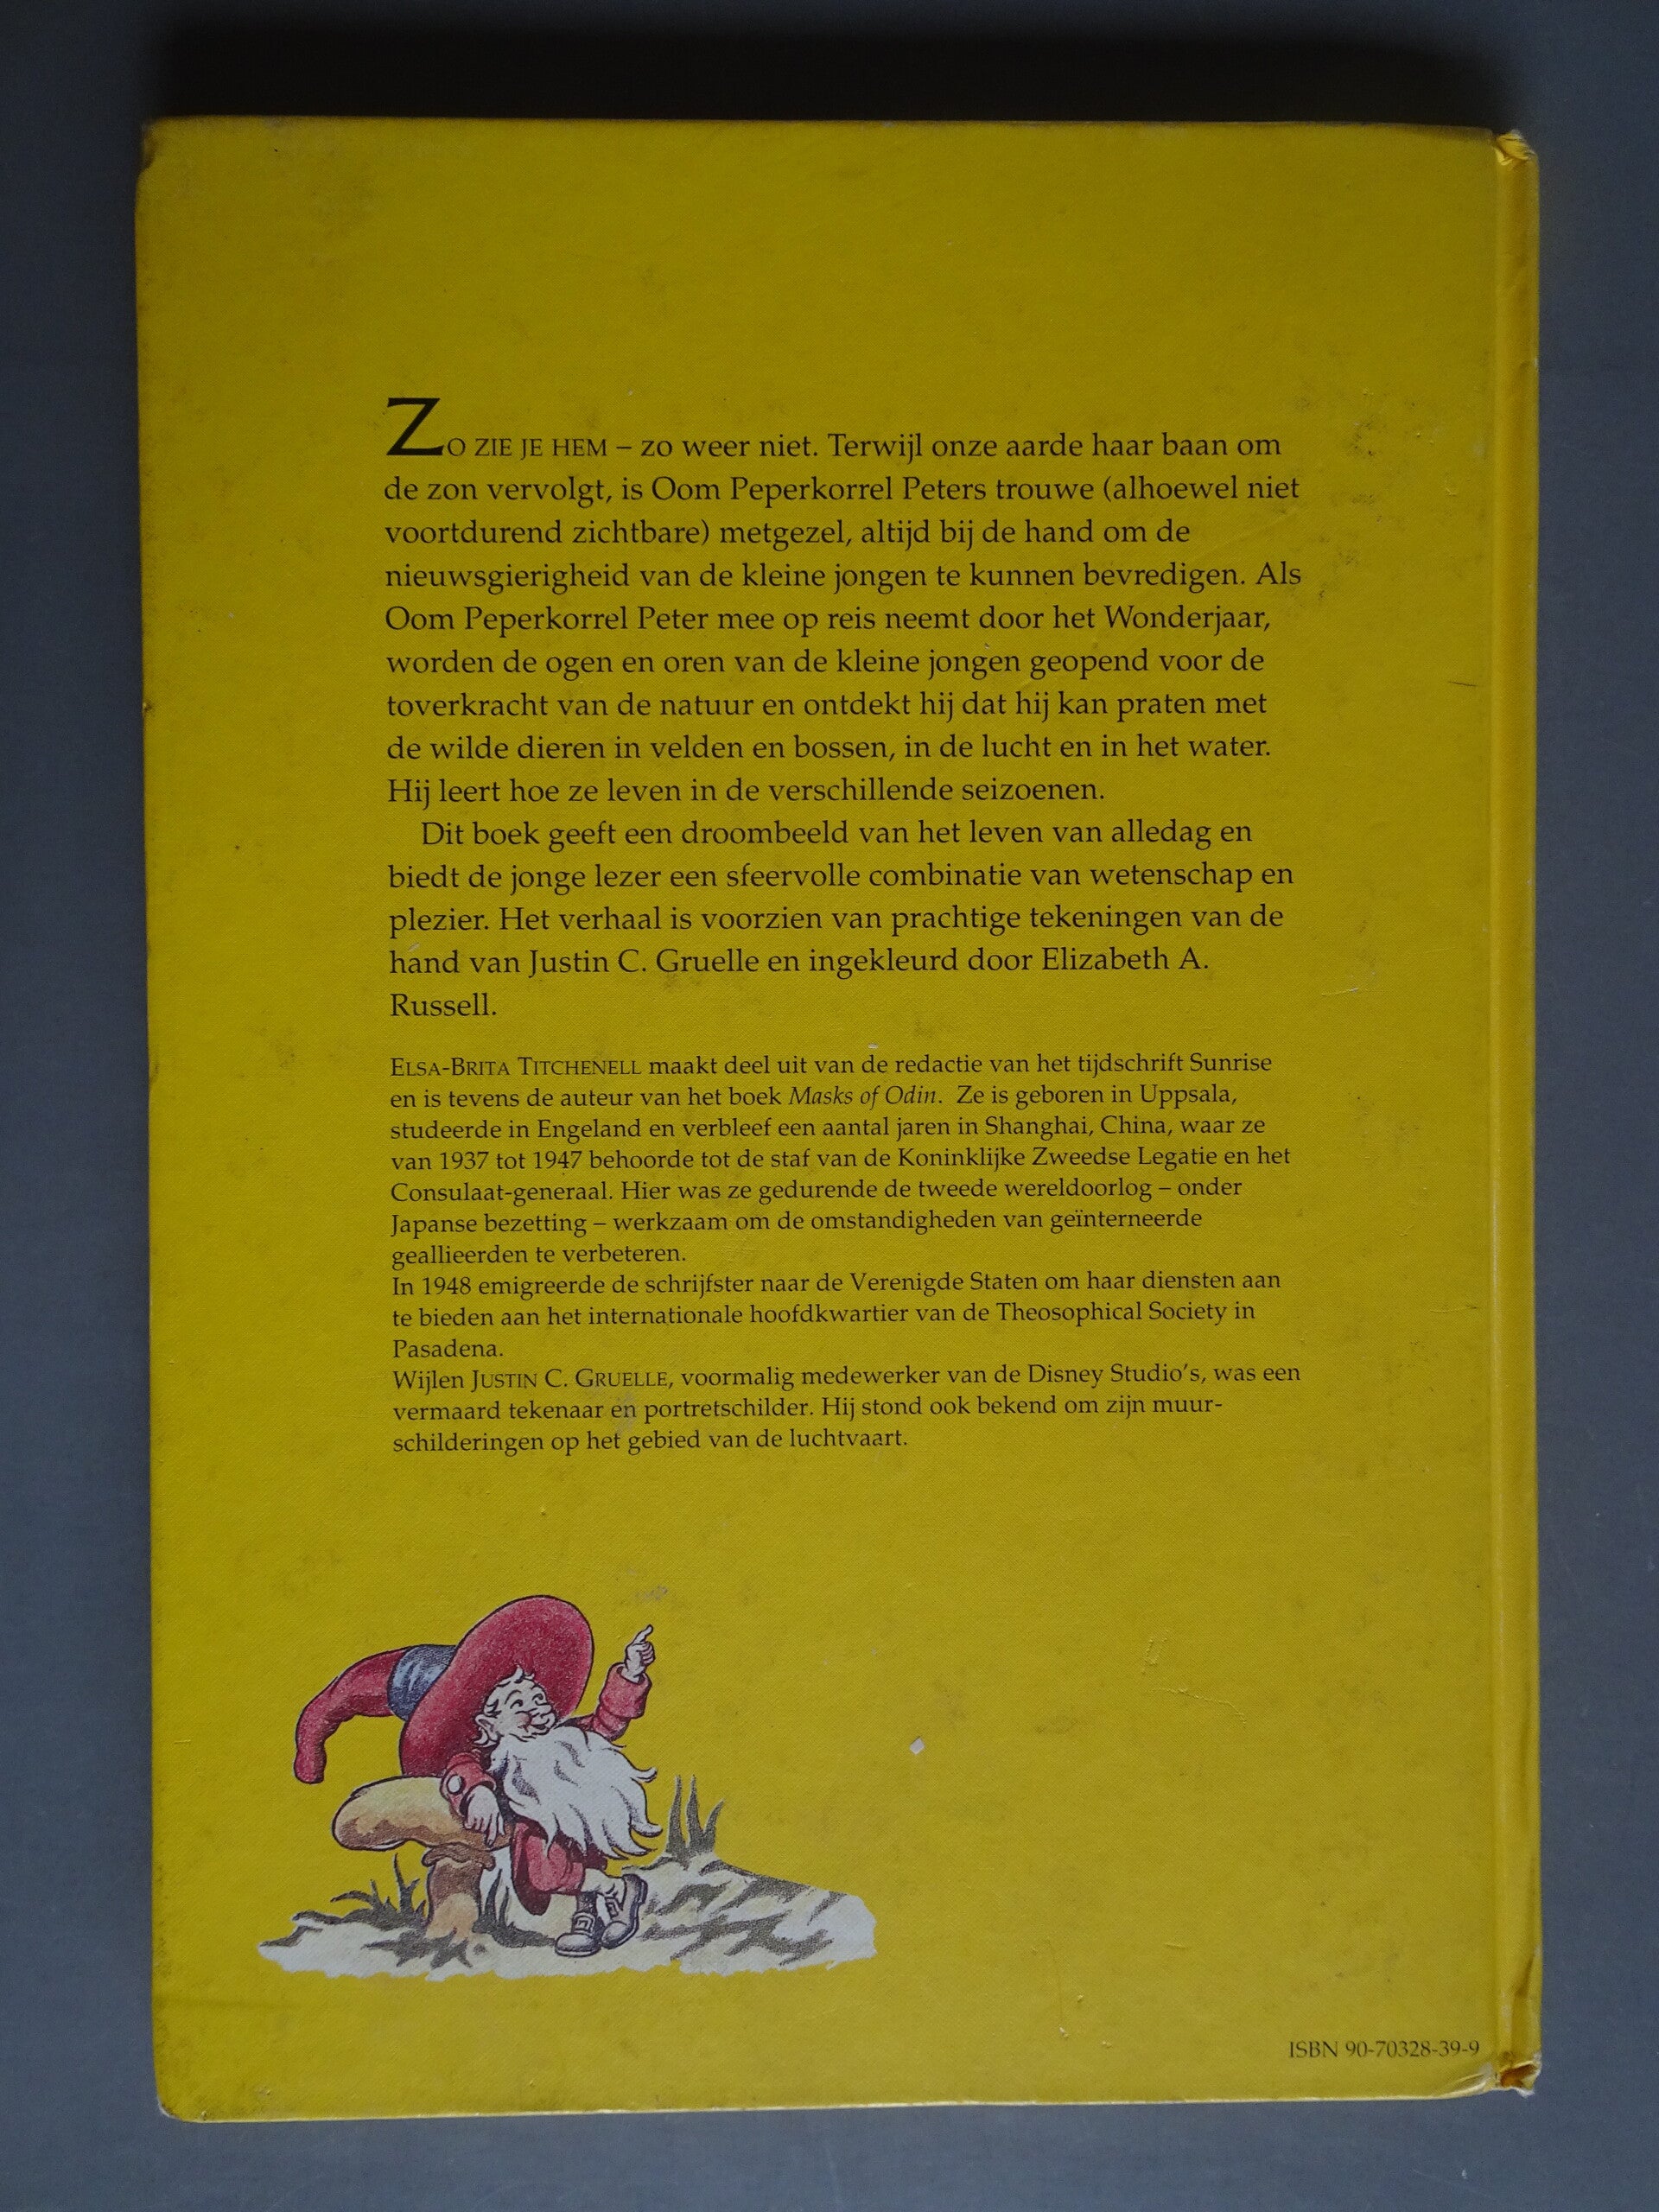 ZO ZIE JE HEM – zo weer niet. Terwijl onze aarde haar baan om
de zon vervolgt, is Oom Peperkorrel Peters trouwe (alhoewel niet
voortdurend zichtbare) metgezel, altijd bij de hand om de
nieuwsgierigheid van de kleine jongen te kunnen bevredigen. Als
Oom Peperkorrel Peter mee op reis neemt door het Wonderjaar,
worden de ogen en oren van de kleine jongen geopend voor de
toverkracht van de natuur en ontdekt hij dat hij kan praten met
de wilde dieren in velden en bossen, in de lucht en in het water.
Hij leert hoe ze leven in de verschillende seizoenen.
Dit boek geeft een droombeeld van het leven van alledag en
biedt de jonge lezer een sfeervolle combinatie van wetenschap en
plezier. Het verhaal is voorzien van prachtige tekeningen van de
hand van Justin C. Gruelle en ingekleurd door Elizabeth A.
Russell.
ELSA-BRITA TITCHENELL maakt deel uit van de redactie van het tijdschrift Sunrise
en is tevens de auteur van het boek Masks of Odin. Ze is geboren in Uppsala,
studeerde in Engeland en verbleef een aantal jaren in Shanghai, China, waar ze
van 1937 tot 1947 behoorde tot de staf van de Koninklijke Zweedse Legatie en het
Consulaat-generaal. Hier was ze gedurende de tweede wereldoorlog – onder
Japanse bezetting – werkzaam om de omstandigheden van geïnterneerde
geallieerden te verbeteren.
In 1948 emigreerde de schrijfster naar de Verenigde Staten om haar diensten aan
te bieden aan het internationale hoofdkwartier van de Theosophical Society in
Pasadena.
Wijlen JUSTIN C. GRUELLE, voormalig medewerker van de Disney Studio's, was een
vermaard tekenaar en portretschilder. Hij stond ook bekend om zijn muur-
schilderingen op het gebied van de luchtvaart.
ISBN 90-70328-39-9